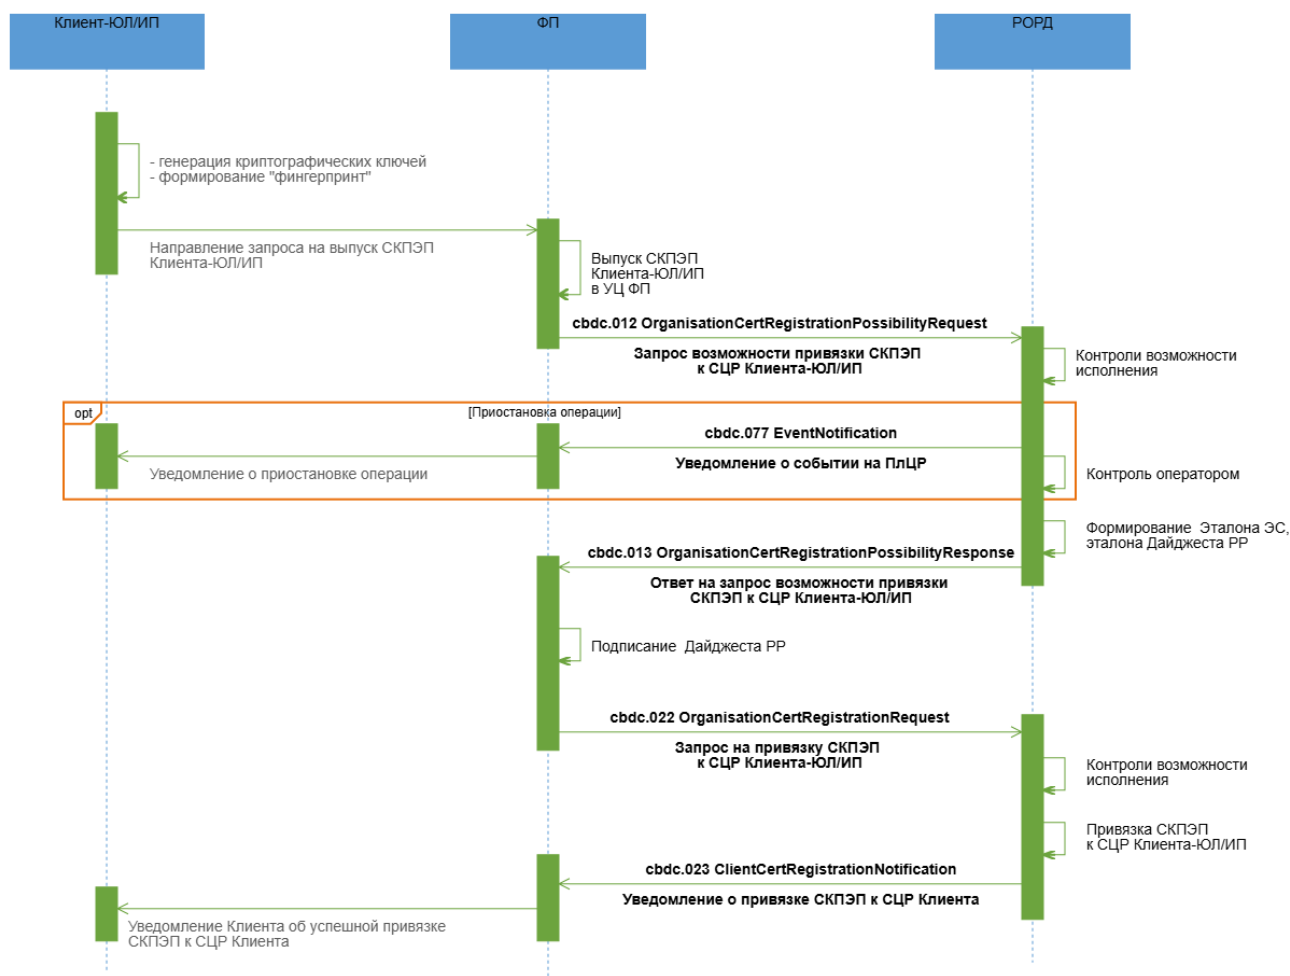 Клиент-ЮЛ/ИП
ФП
РОРД
- генерация криптографических ключей
- формирование "фингерпринт"
Направление запроса на выпуск СКПЭП
Клиента-ЮЛ/ИП
Выпуск СКПЭП
Клиента-ЮЛ/ИП
в УЦ ФП
cbdc.012 OrganisationCertRegistrationPossibilityRequest
Запрос возможности привязки СКПЭП
к СЦР Клиента-ЮЛ/ИП
Контроли возможности
исполнения
opt
[Приостановка операции]
cbdc.077 EventNotification
Уведомление о событии на ПлЦР
Уведомление о приостановке операции
Контроль оператором
Формирование Эталона ЭС,
эталона Дайджеста РР
cbdc.013 OrganisationCertRegistrationPossibilityResponse
Ответ на запрос возможности привязки
СКПЭП к СЦР Клиента-ЮЛ/ИП
Подписание Дайджеста РР
cbdc.022 OrganisationCertRegistrationRequest
Запрос на привязку СКПЭП
к СЦР Клиента-ЮЛ/ИП
Контроли возможности
исполнения
Привязка СКПЭП
к СЦР Клиента-ЮЛ/ИП
cbdc.023 ClientCertRegistrationNotification
Уведомление о привязке СКПЭП к СЦР Клиента
Уведомление Клиента об успешной привязке
СКПЭП к СЦР Клиента